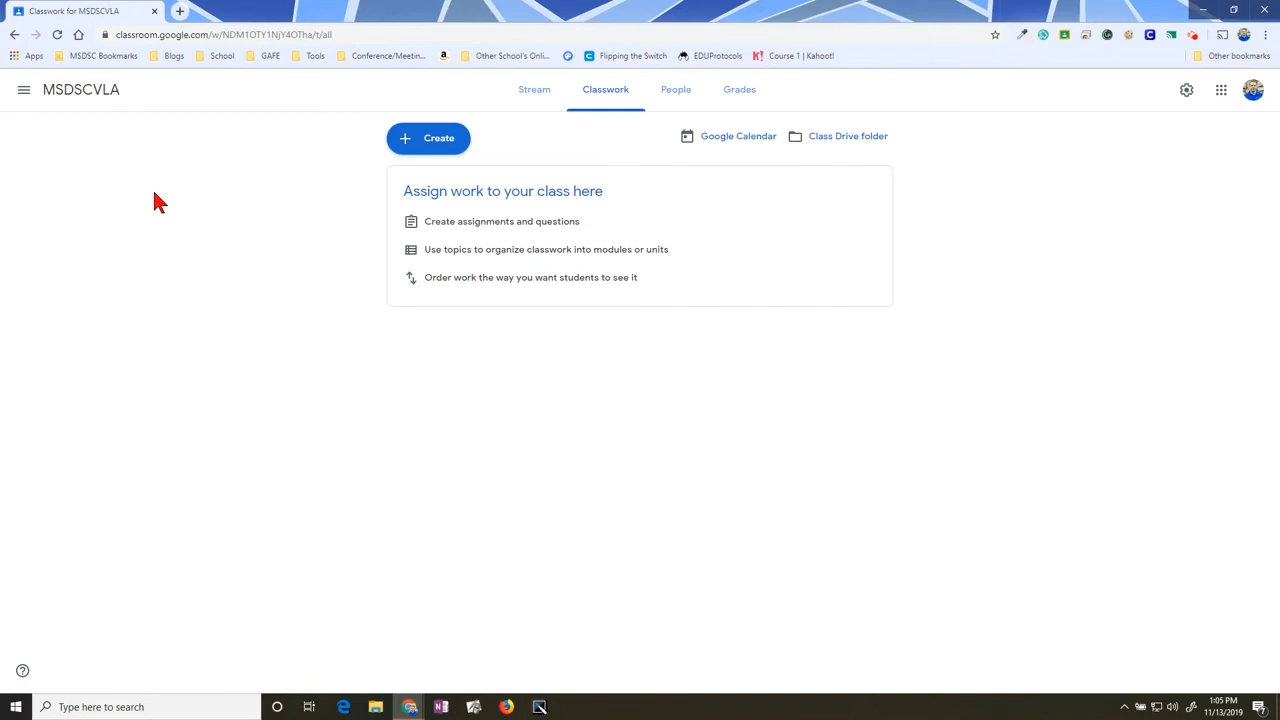 Classwork for MSDSCVLA
classroom.google.com/w/NDM1OTY1NjY4OTha/t/all
Apps MSDSC Bookmarks Blogs School GAFE Tools Conference/Meetin... Other School's Onli... Flipping the Switch EDUProtocols Course 1 | Kahoot! Other bookmarks
MSDSCVLA Stream Classwork People Grades
Create Google Calendar Class Drive folder
Assign work to your class here
Create assignments and questions
Use topics to organize classwork into modules or units
Order work the way you want students to see it
Type here to search
1:05 PM
11/13/2019